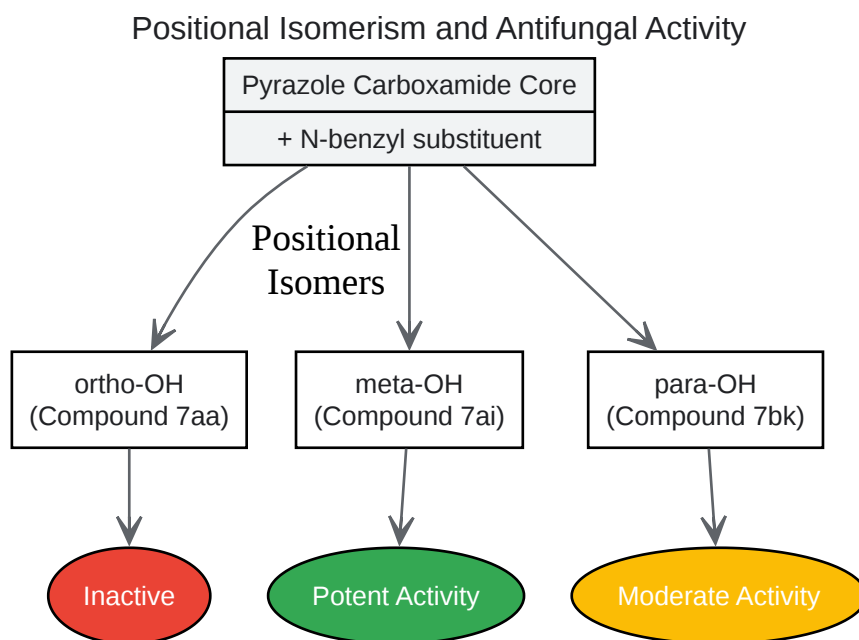 Positional Isomerism and Antifungal Activity
Pyrazole Carboxamide Core
+ N-benzyl substituent
Positional
Isomers
ortho-OH
(Compound 7aa)
meta-OH
(Compound 7ai)
para-OH
(Compound 7bk)
Inactive
Potent Activity
Moderate Activity